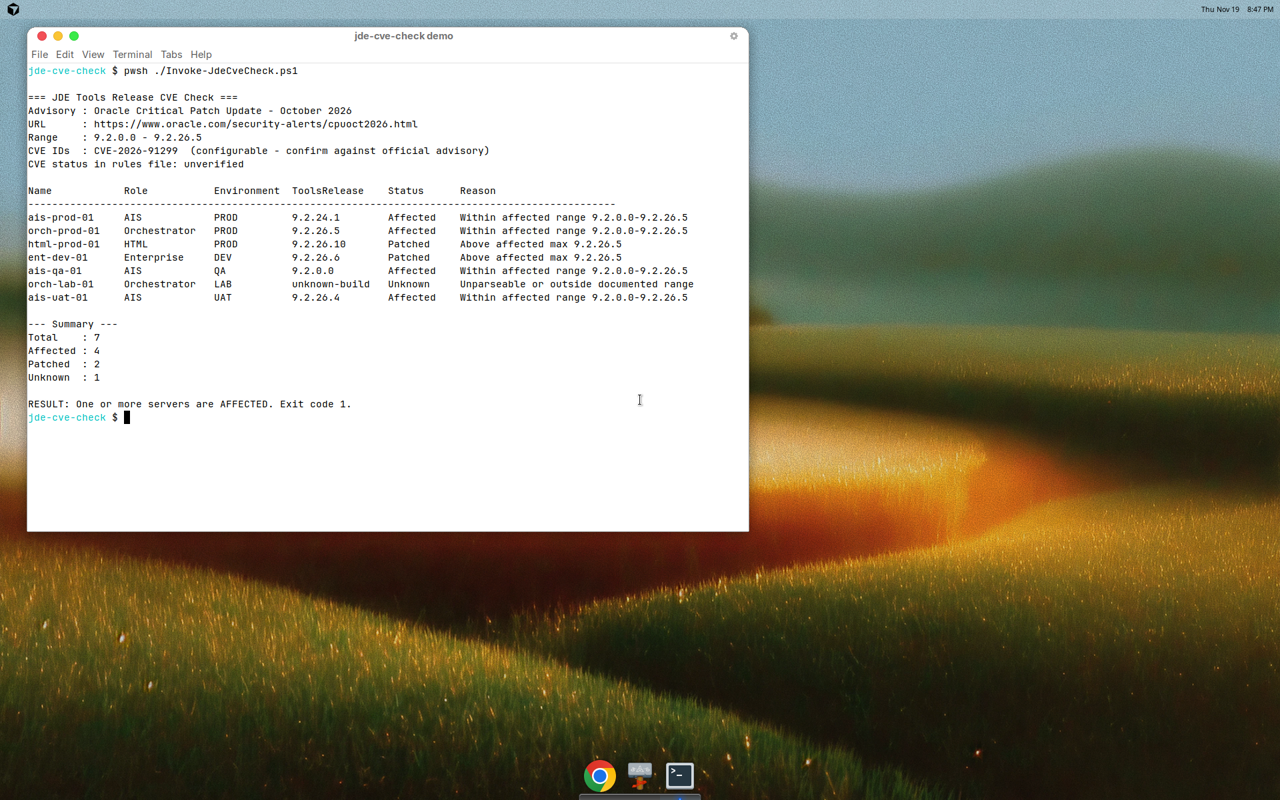 Thu Nov 19 8:47 PM
jde-cve-check demo
File Edit View Terminal Tabs Help
jde-cve-check $ pwsh ./Invoke-JdeCveCheck.ps1
=== JDE Tools Release CVE Check ===
Advisory : Oracle Critical Patch Update - October 2026
URL : https://www.oracle.com/security-alerts/cpuoct2026.html
Range : 9.2.0.0 - 9.2.26.5
CVE IDs : CVE-2026-91299 (configurable - confirm against official advisory)
CVE status in rules file: unverified
Name Role Environment ToolsRelease Status Reason
--------------------------------------------------------------------------------------------------
ais-prod-01 AIS PROD 9.2.24.1 Affected Within affected range 9.2.0.0-9.2.26.5
orch-prod-01 Orchestrator PROD 9.2.26.5 Affected Within affected range 9.2.0.0-9.2.26.5
html-prod-01 HTML PROD 9.2.26.10 Patched Above affected max 9.2.26.5
ent-dev-01 Enterprise DEV 9.2.26.6 Patched Above affected max 9.2.26.5
ais-qa-01 AIS QA 9.2.0.0 Affected Within affected range 9.2.0.0-9.2.26.5
orch-lab-01 Orchestrator LAB unknown-build Unknown Unparseable or outside documented range
ais-uat-01 AIS UAT 9.2.26.4 Affected Within affected range 9.2.0.0-9.2.26.5
--- Summary ---
Total : 7
Affected : 4
Patched : 2
Unknown : 1
RESULT: One or more servers are AFFECTED. Exit code 1.
jde-cve-check $